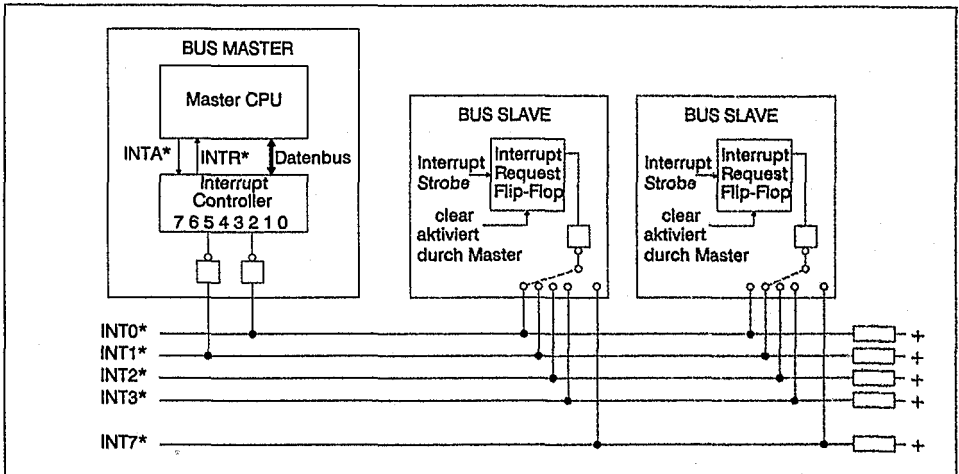 BUS MASTER
Master CPU
INTA*
INTR*
Datenbus
Interrupt
Controller
7 6 5 4 3 2 1 0
BUS SLAVE
Interrupt
Strobe
Interrupt
Request
Flip-Flop
clear
aktiviert
durch Master
BUS SLAVE
Interrupt
Strobe
Interrupt
Request
Flip-Flop
clear
aktiviert
durch Master
INT0*
+
INT1*
+
INT2*
+
INT3*
+
INT7*
+